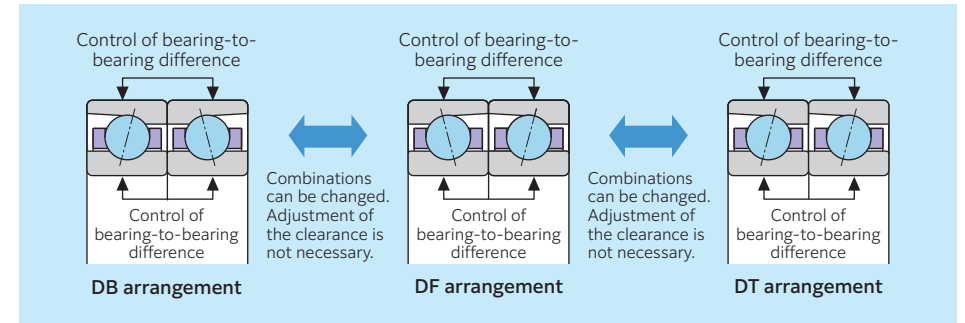 Control of bearing-to-
bearing difference
Control of
bearing-to-bearing
difference
DB arrangement
Combinations
can be changed.
Adjustment of
the clearance is
not necessary.
Control of bearing-to-
bearing difference
Control of
bearing-to-bearing
difference
DF arrangement
Combinations
can be changed.
Adjustment of
the clearance is
not necessary.
Control of bearing-to-
bearing difference
Control of
bearing-to-bearing
difference
DT arrangement